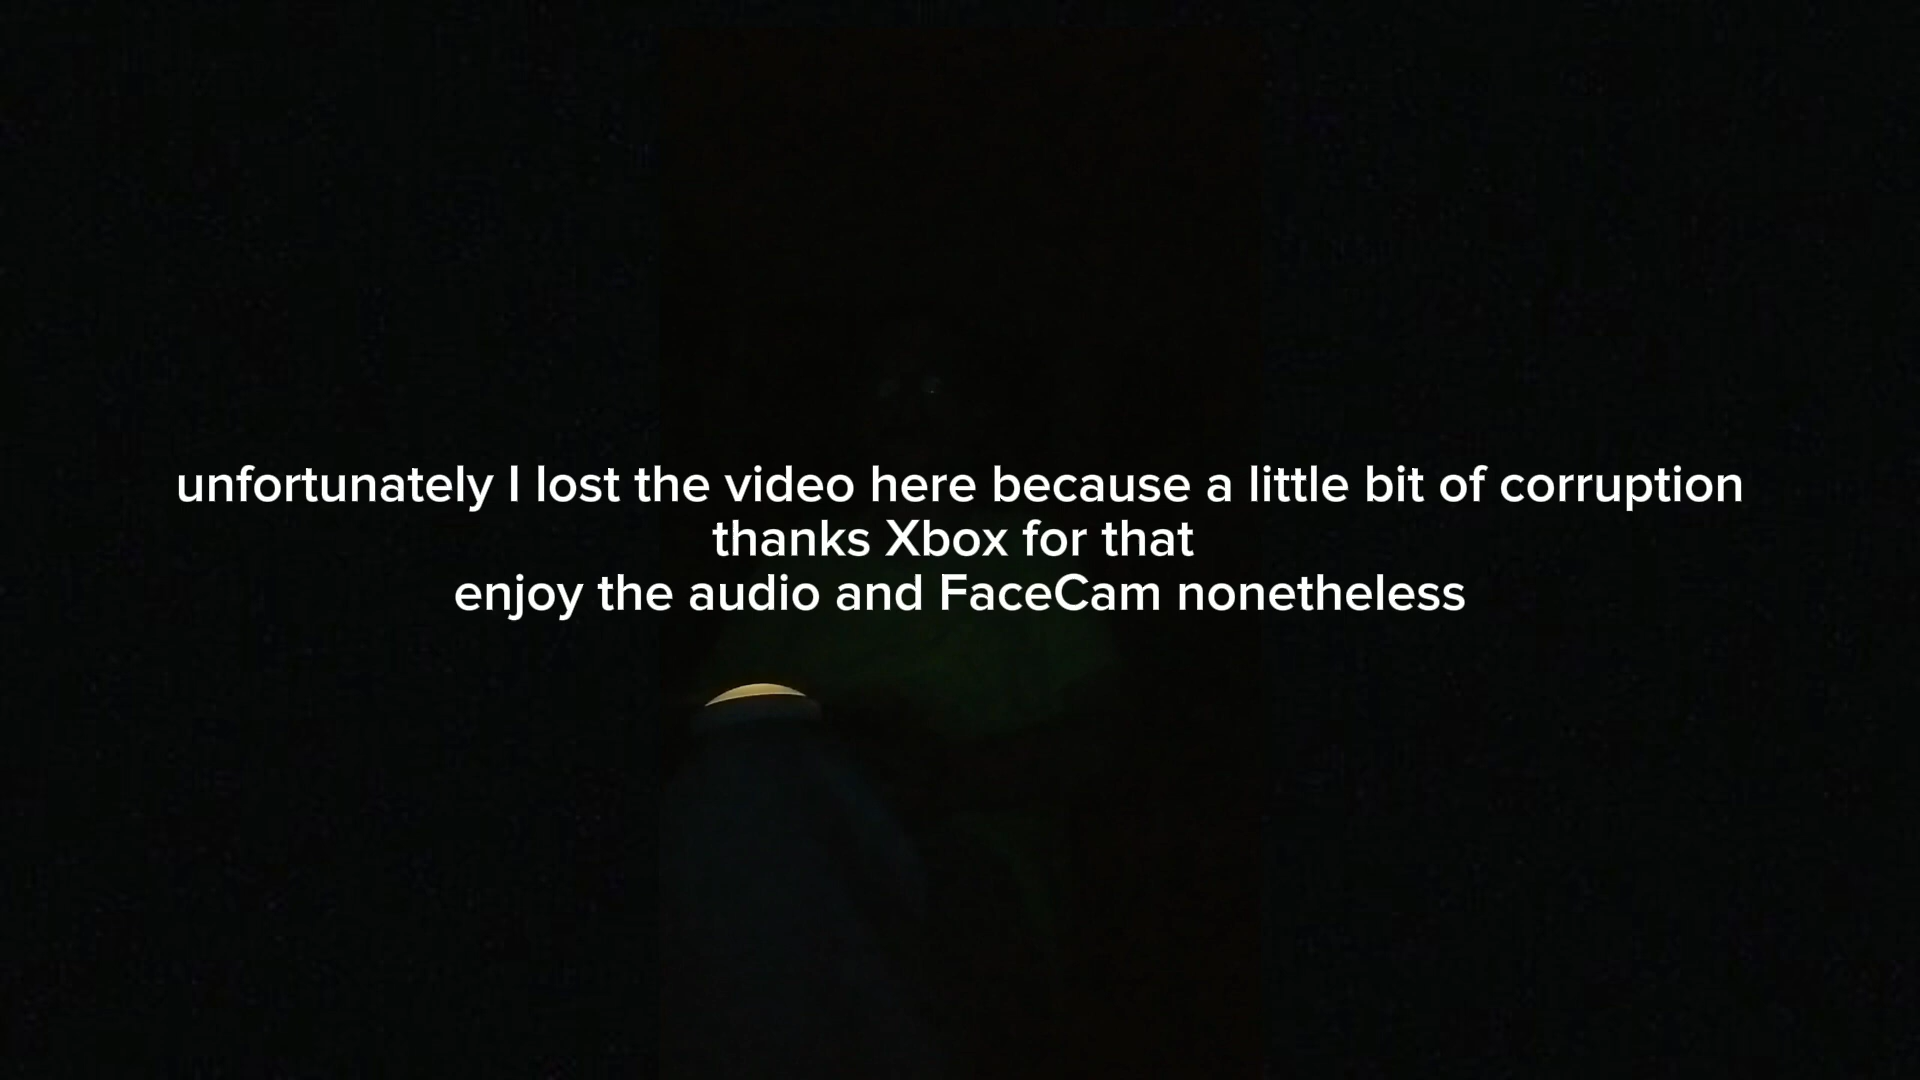 unfortunately I lost the video here because a little bit of corruption
thanks Xbox for that
enjoy the audio and FaceCam nonetheless